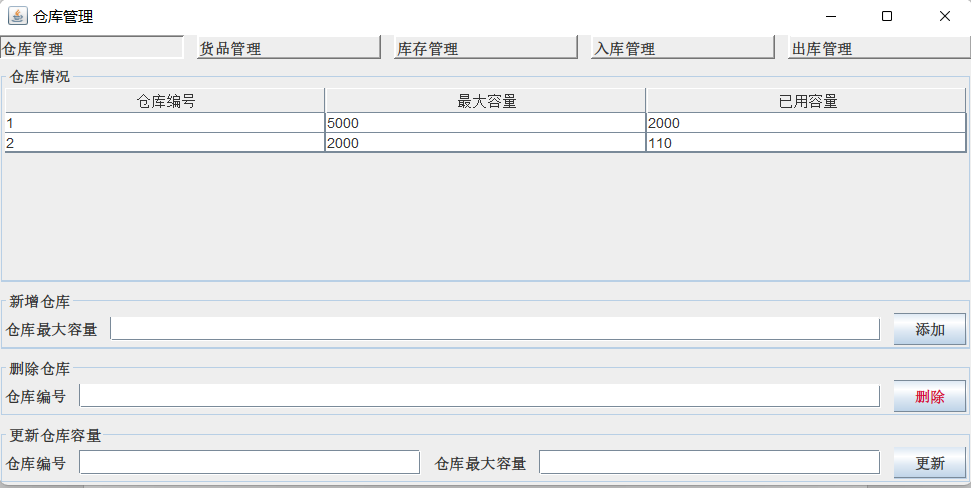 仓库管理
仓库管理 货品管理 库存管理 入库管理 出库管理
仓库情况
仓库编号 最大容量 已用容量
1 5000 2000
2 2000 110
新增仓库
仓库最大容量 添加
删除仓库
仓库编号 删除
更新仓库容量
仓库编号 仓库最大容量 更新